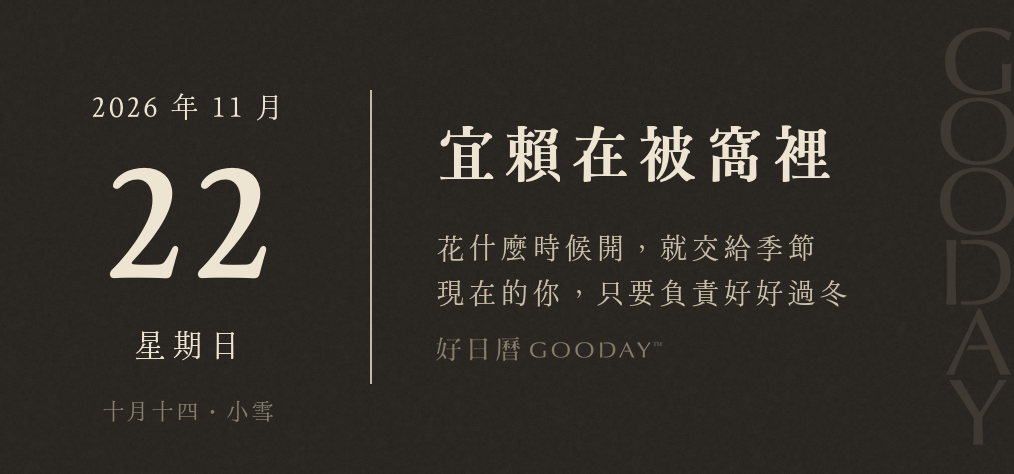 2026 年 11 月
22
星期日
十月十四・小雪
宜賴在被窩裡
花什麼時候開，就交給季節
現在的你，只要負責好好過冬
好日曆 GOODAY™
GOODAY